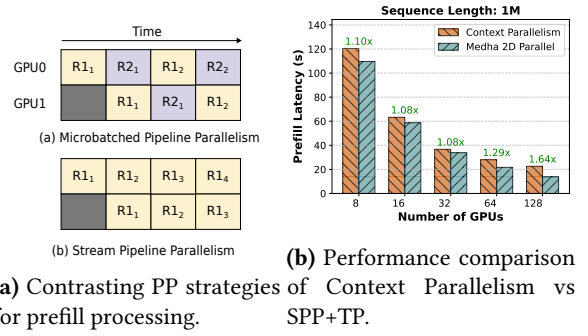 Time
GPU0 R1₁ R2₁ R1₂ R2₂
GPU1 R1₁ R2₁ R1₂
(a) Microbatched Pipeline Parallelism
R1₁ R1₂ R1₃ R1₄
R1₁ R1₂ R1₃
(b) Stream Pipeline Parallelism
a) Contrasting PP strategies
for prefill processing.
Sequence Length: 1M
Context Parallelism
Medha 2D Parallel
Prefill Latency (s)
140
120
100
80
60
40
20
0
1.10x
1.08x
1.08x
1.29x
1.64x
8 16 32 64 128
Number of GPUs
(b) Performance comparison
of Context Parallelism vs
SPP+TP.